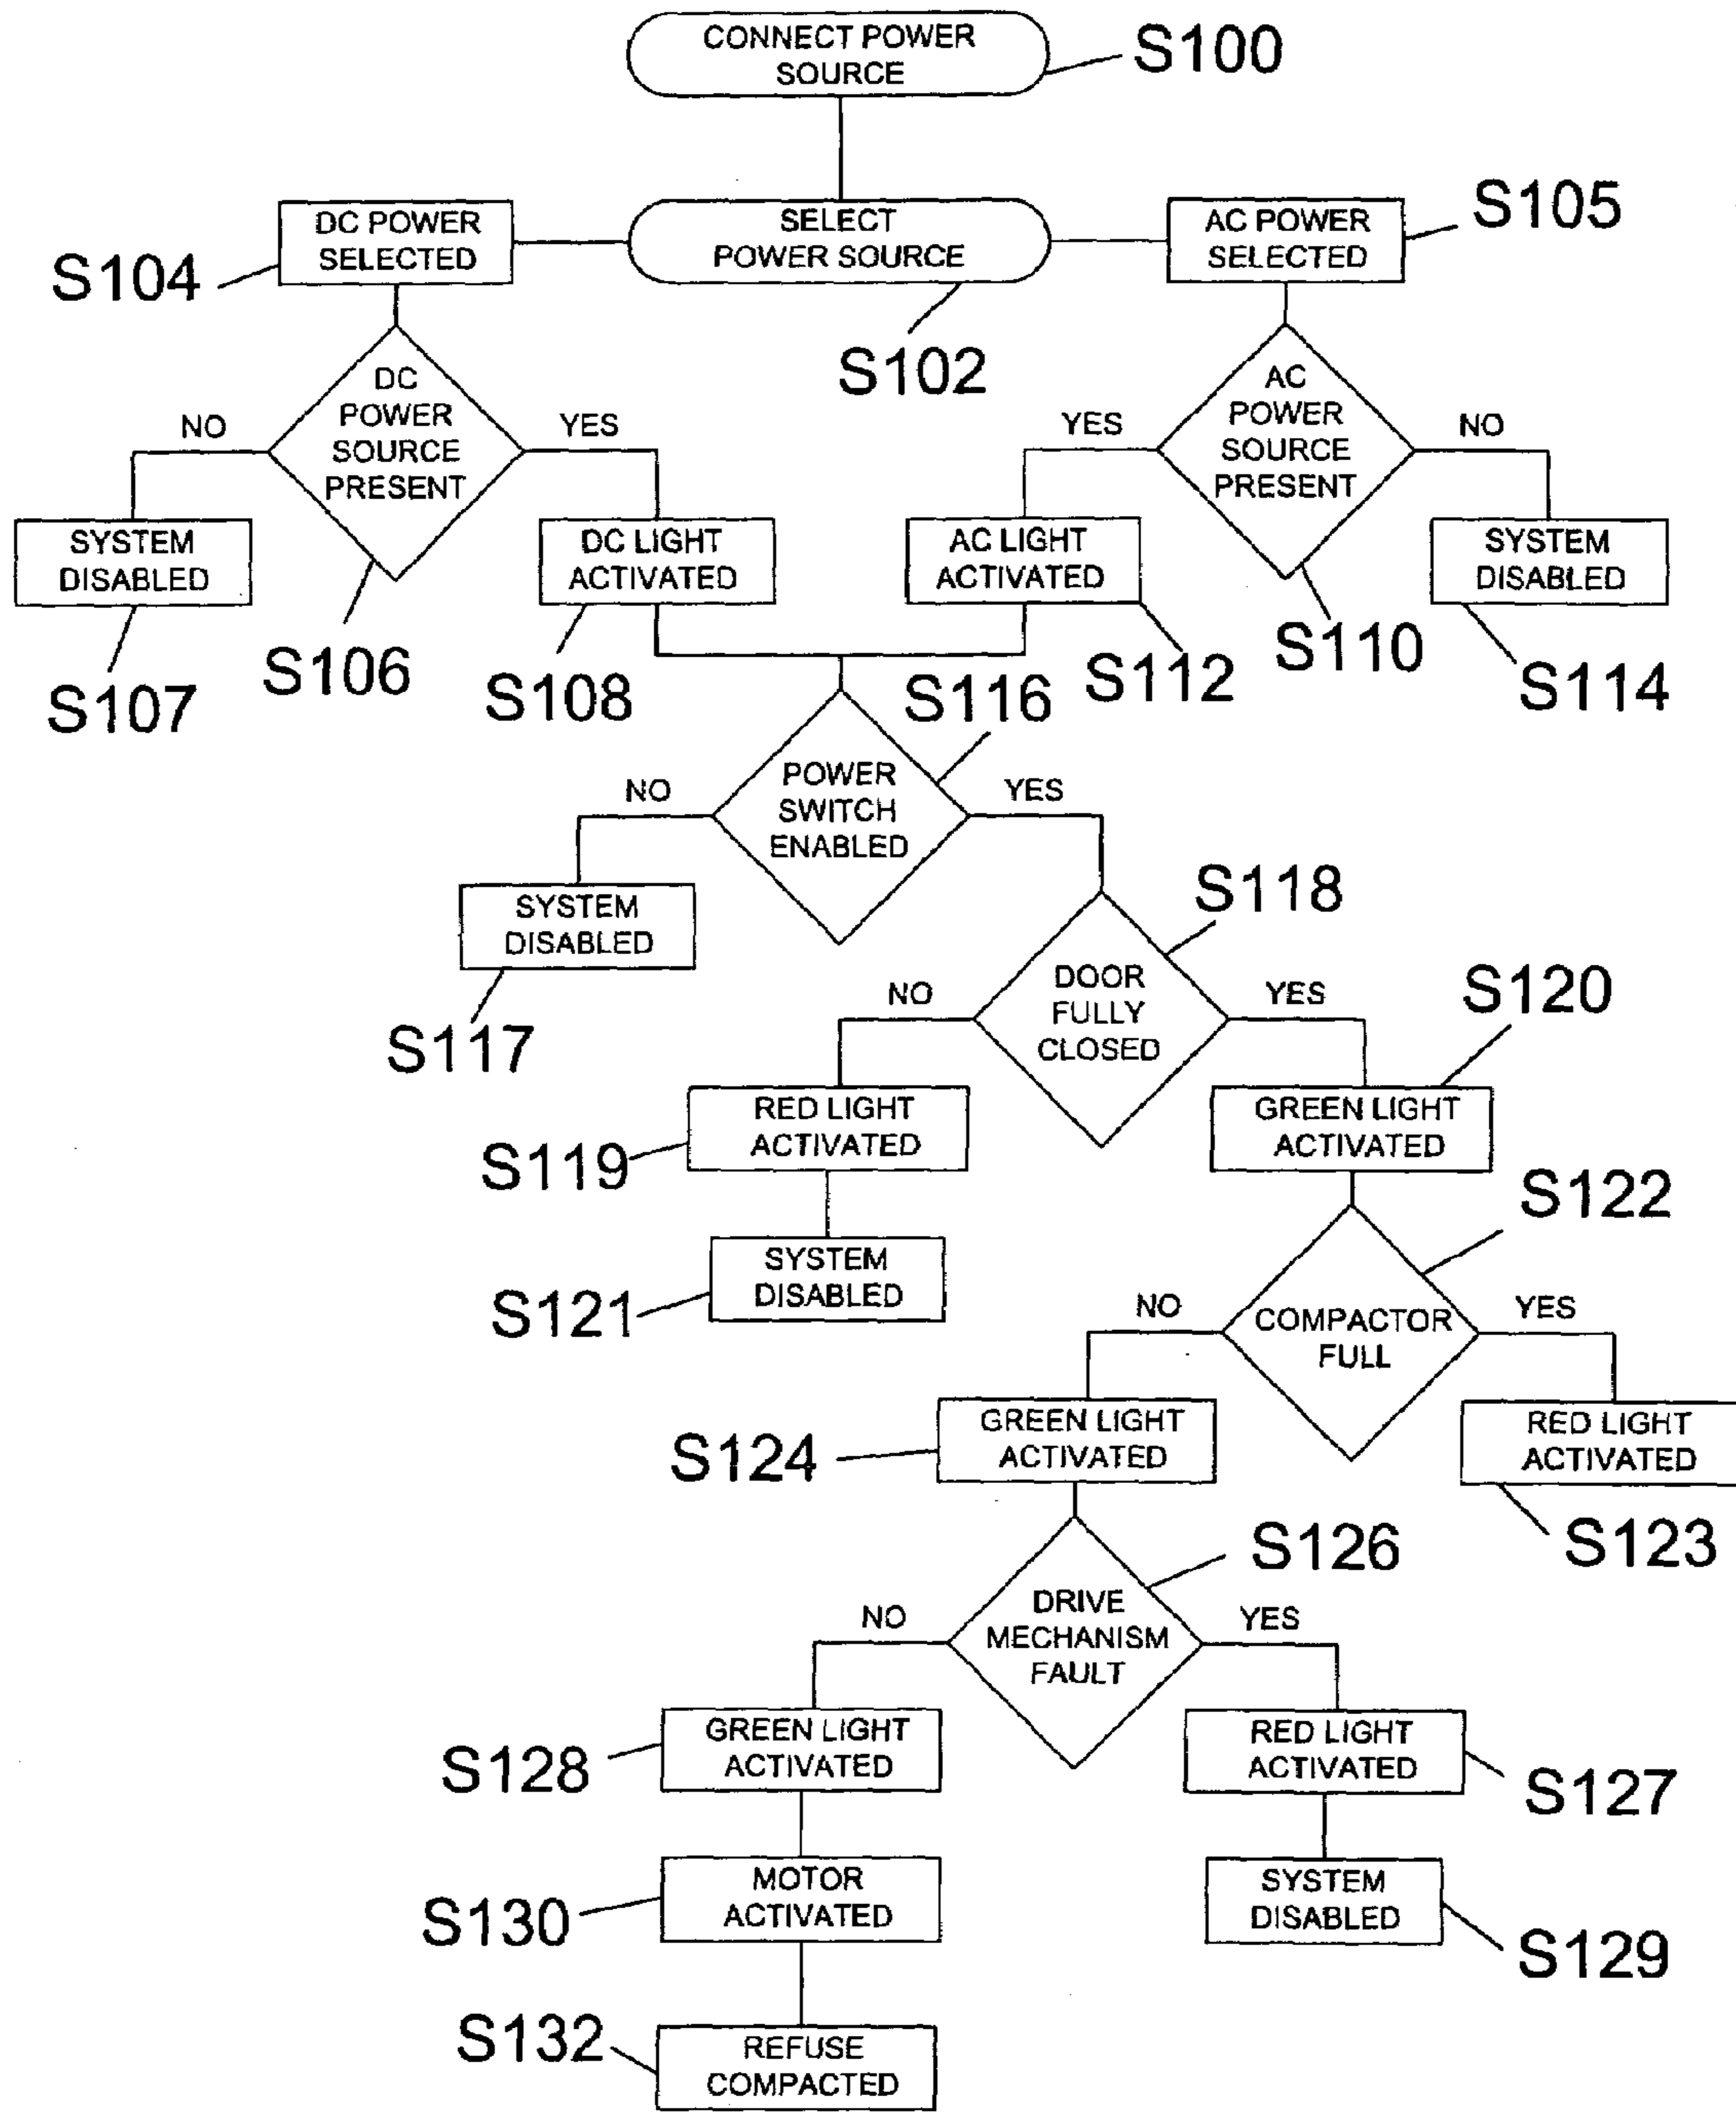 CONNECT POWER
SOURCE
S100
DC POWER
SELECTED
S104
SELECT
POWER SOURCE
S102
AC POWER
SELECTED
S105
DC
POWER
SOURCE
PRESENT
NO
YES
S106
AC
POWER
SOURCE
PRESENT
YES
NO
S110
SYSTEM
DISABLED
S107
DC LIGHT
ACTIVATED
S108
AC LIGHT
ACTIVATED
S112
SYSTEM
DISABLED
S114
S116
POWER
SWITCH
ENABLED
NO
YES
SYSTEM
DISABLED
S117
S118
DOOR
FULLY
CLOSED
NO
YES
S120
RED LIGHT
ACTIVATED
S119
GREEN LIGHT
ACTIVATED
SYSTEM
DISABLED
S121
S122
COMPACTOR
FULL
NO
YES
GREEN LIGHT
ACTIVATED
S124
RED LIGHT
ACTIVATED
S123
S126
DRIVE
MECHANISM
FAULT
NO
YES
GREEN LIGHT
ACTIVATED
S128
RED LIGHT
ACTIVATED
S127
MOTOR
ACTIVATED
S130
SYSTEM
DISABLED
S129
S132
REFUSE
COMPACTED